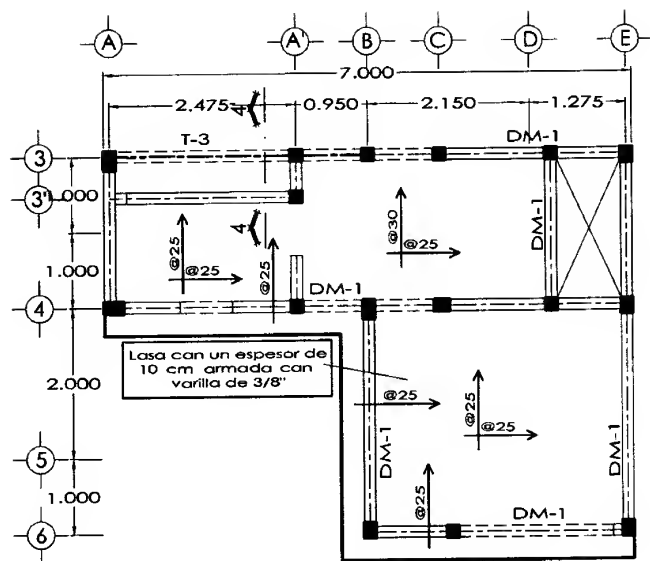 A A' B C D E
7.000
2.475 0.950 2.150 1.275
4
T-3 DM-1
3
3'
1.000
DM-1
@30
4
@25
@25
@25
@25
1.000
DM-1
4
Lasa can un espesor de
10 cm armada can
varilla de 3/8"
2.000
@25
@25
@25
DM-1
DM-1
5
@25
1.000
DM-1
6